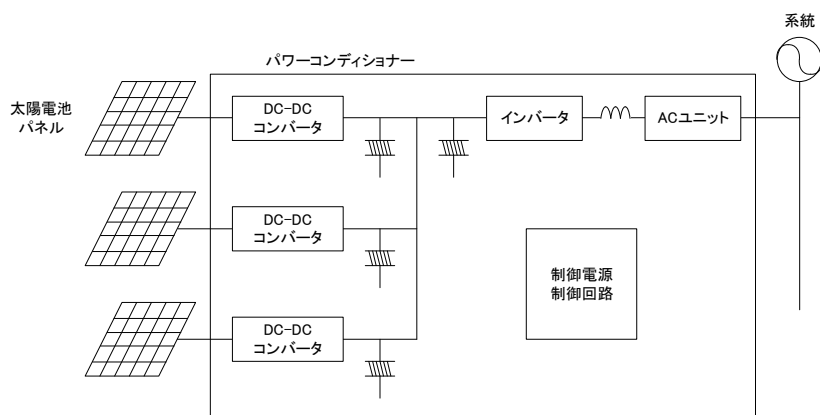 系統
パワーコンディショナー
太陽電池
パネル
DC-DC
コンバータ
インバータ
ACユニット
DC-DC
コンバータ
制御電源
制御回路
DC-DC
コンバータ